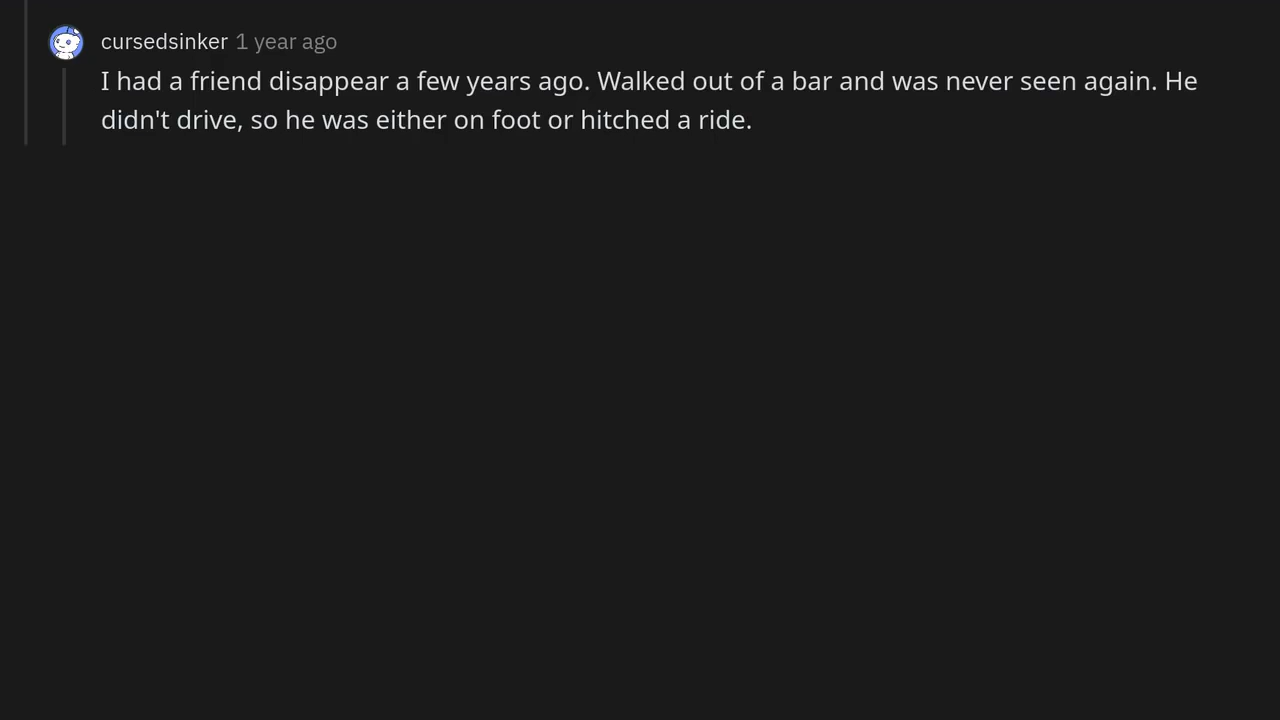 cursedsinker 1 year ago
I had a friend disappear a few years ago. Walked out of a bar and was never seen again. He
didn't drive, so he was either on foot or hitched a ride.